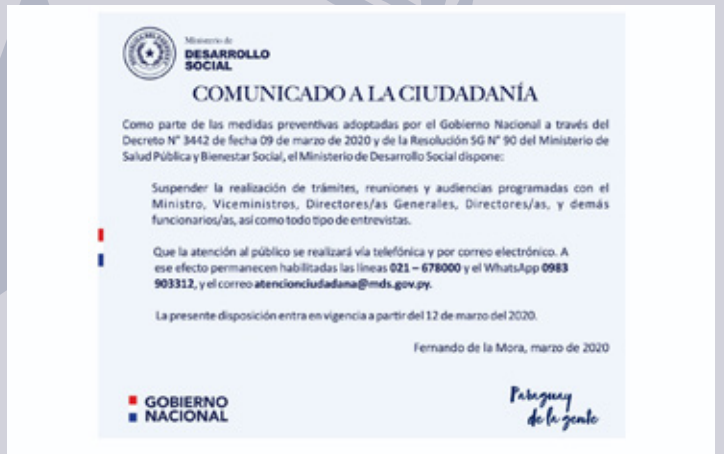 Ministerio de
DESARROLLO
SOCIAL
COMUNICADO A LA CIUDADANÍA
Como parte de las medidas preventivas adoptadas por el Gobierno Nacional a través del
Decreto N° 3442 de fecha 09 de marzo de 2020 y de la Resolución SG N° 90 del Ministerio de
Salud Pública y Bienestar Social, el Ministerio de Desarrollo Social dispone:
Suspender la realización de trámites, reuniones y audiencias programadas con el
Ministro, Viceministros, Directores/as Generales, Directores/as, y demás
funcionarios/as, así como todo tipo de entrevistas.
Que la atención al público se realizará vía telefónica y por correo electrónico. A
ese efecto permanecen habilitadas las líneas 021 – 678000 y el WhatsApp 0983
903312, y el correo atencionciudadana@mds.gov.py.
La presente disposición entra en vigencia a partir del 12 de marzo del 2020.
Fernando de la Mora, marzo de 2020
GOBIERNO
NACIONAL
Paraguay
de la gente